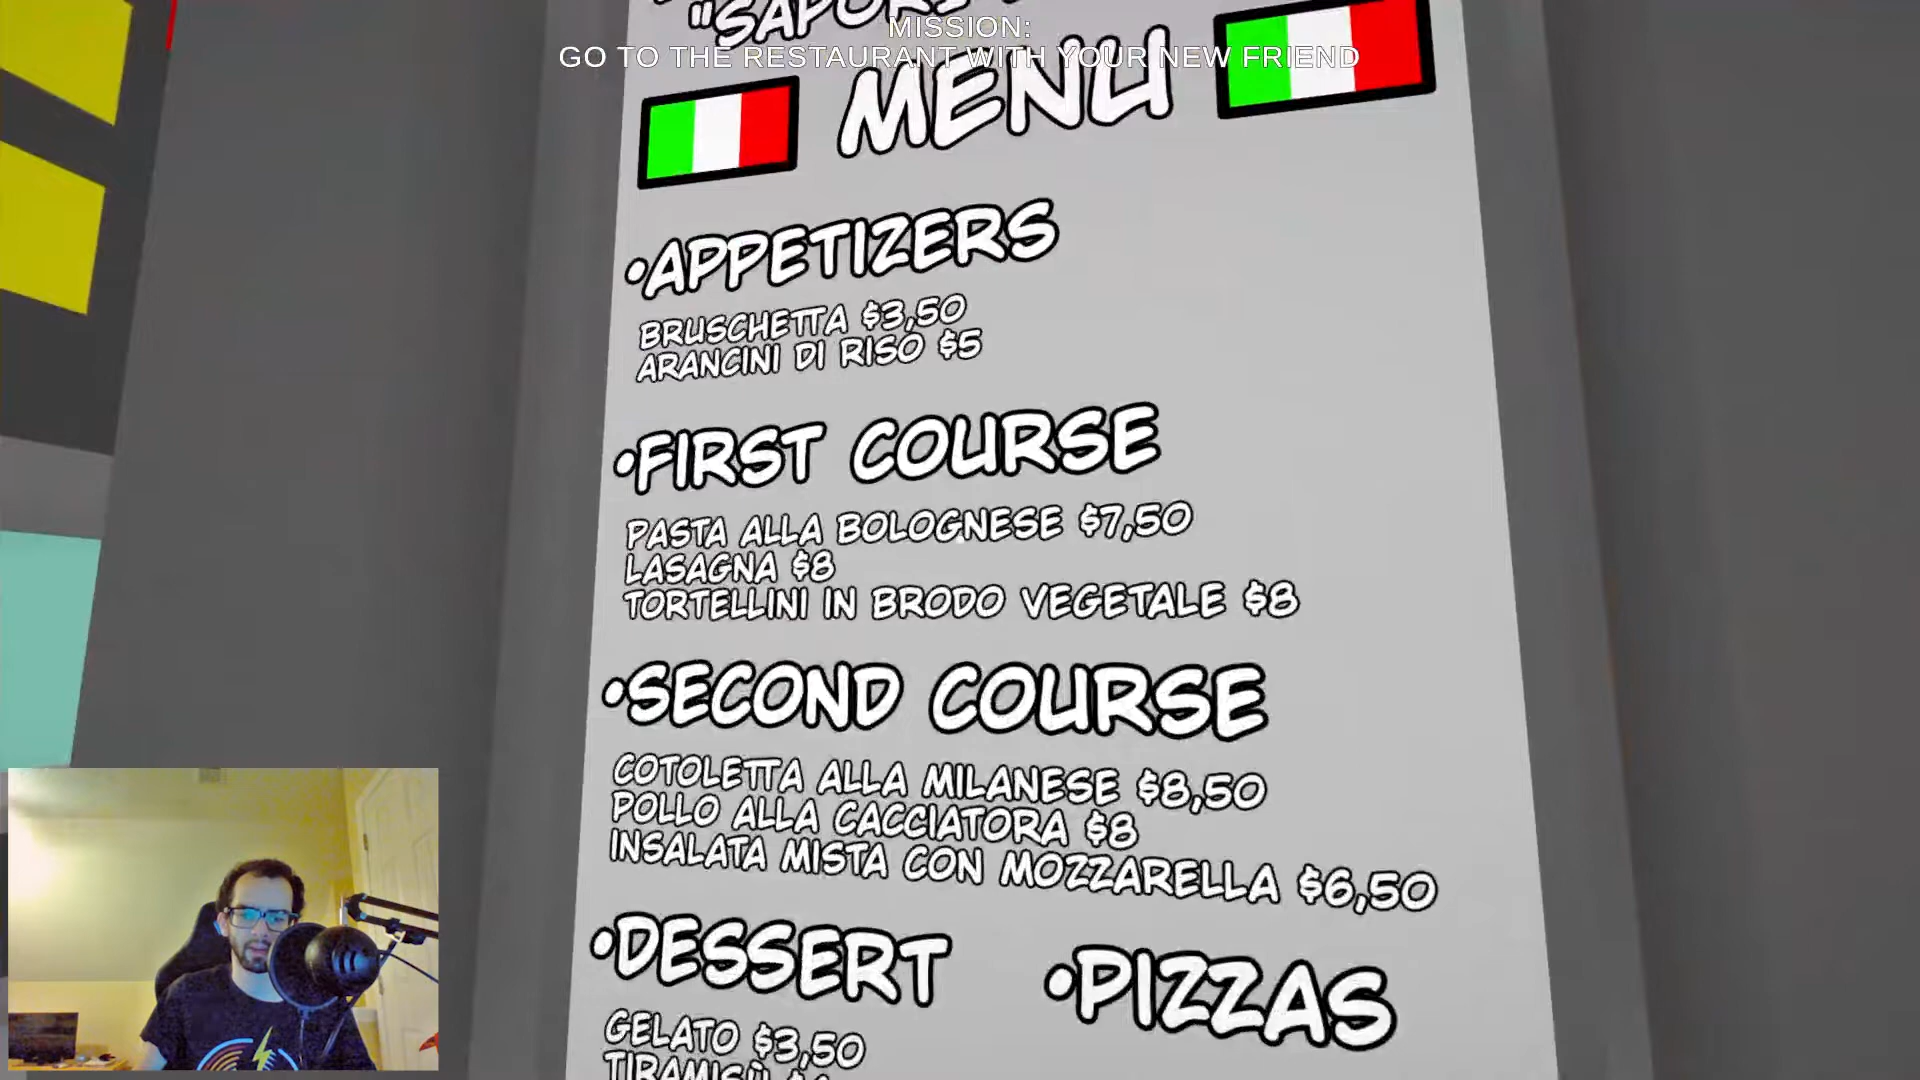 "SAPORI
MISSION:
GO TO THE RESTAURANT WITH YOUR NEW FRIEND
MENU
•APPETIZERS
BRUSCHETTA $3,50
ARANCINI DI RISO $5
•FIRST COURSE
PASTA ALLA BOLOGNESE $7,50
LASAGNA $8
TORTELLINI IN BRODO VEGETALE $8
•SECOND COURSE
COTOLETTA ALLA MILANESE $8,50
POLLO ALLA CACCIATORA $8
INSALATA MISTA CON MOZZARELLA $6,50
•DESSERT
•PIZZAS
GELATO $3,50
TIRAMISÙ